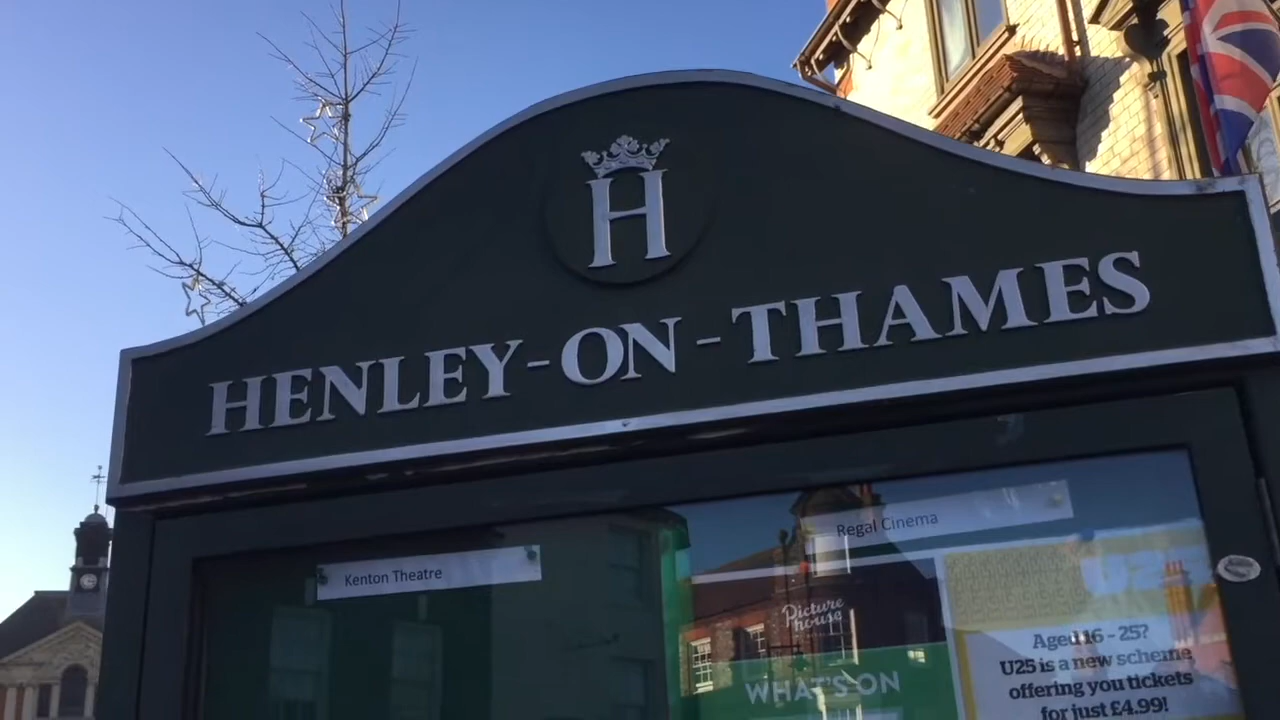 H
HENLEY-ON-THAMES
Kenton Theatre
Regal Cinema
Picture
house
WHAT'S ON
Aged 16 - 25?
U25 is a new scheme
offering you tickets
for just £4.99!